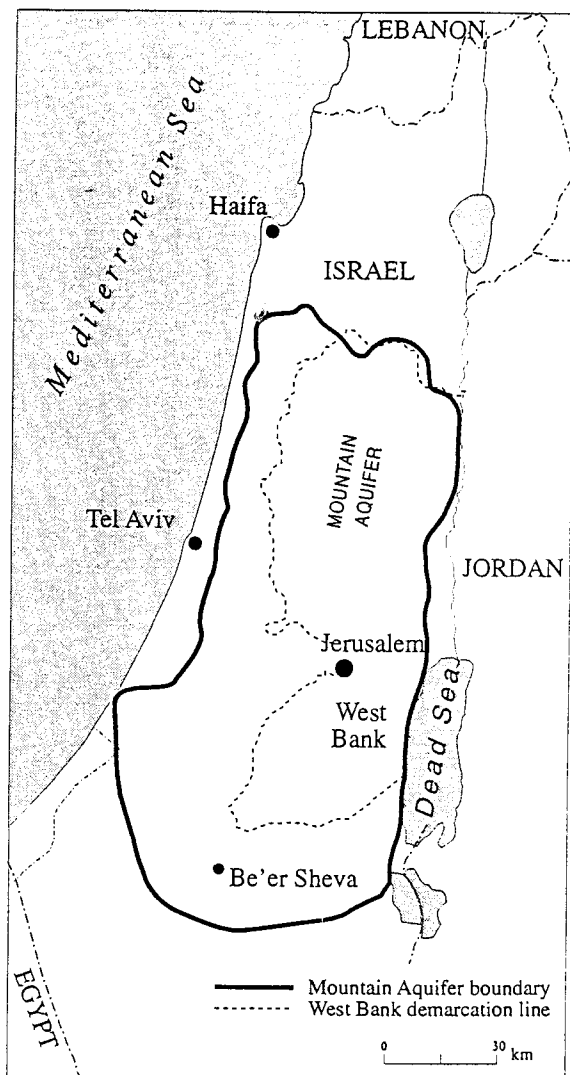 LEBANON
Mediterranean Sea
Haifa
ISRAEL
MOUNTAIN
AQUIFER
Tel Aviv
JORDAN
Jerusalem
West
Bank
Dead Sea
Be'er Sheva
EGYPT
Mountain Aquifer boundary
West Bank demarcation line
0 30 km